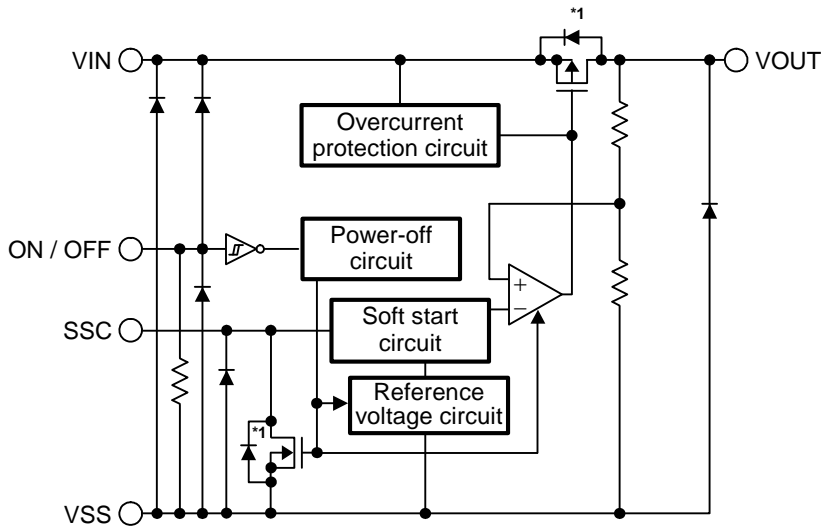 *1
VIN
VOUT
Overcurrent
protection circuit
ON / OFF
Power-off
circuit
+
−
SSC
Soft start
circuit
Reference
voltage circuit
*1
VSS